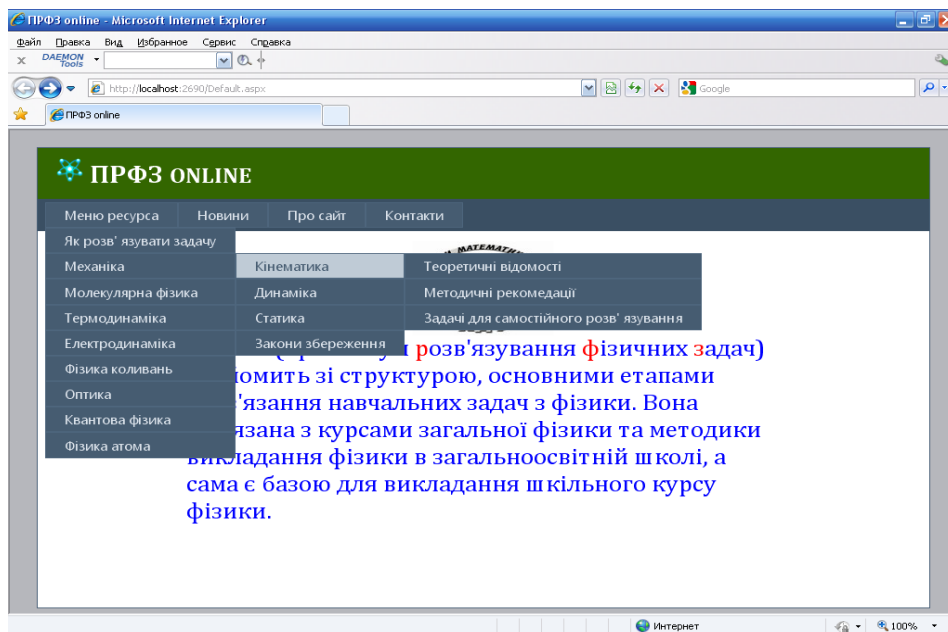 ПРФЗ online - Microsoft Internet Explorer
Файл Правка Вид Избранное Сервис Справка
X DAEMON Tools
http://localhost:2690/Default.aspx Google
ПРФЗ online
ПРФЗ ONLINE
Меню ресурса Новини Про сайт Контакти
Як розв' язувати задачу
МАТЕМАТИ
Механіка Кінематика Теоретичні відомості
Молекулярна фізика Динаміка Методичні рекомедації
Термодинаміка Статика Задачі для самостійного розв' язування
Електродинаміка Закони збереження
розв'язування фізичних задач)
Фізика коливань
омить зі структурою, основними етапами
Оптика
'язання навчальних задач з фізики. Вона
Квантова фізика
язана з курсами загальної фізики та методики
Фізика атома
викладання фізики в загальноосвітній школі, а
сама є базою для викладання шкільного курсу
фізики.
Интернет 100%